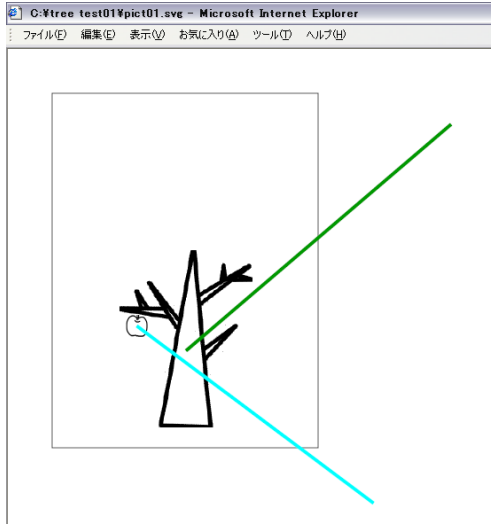 C:¥tree test01¥pict01.svg - Microsoft Internet Explorer
ファイル(F) 編集(E) 表示(V) お気に入り(A) ツール(T) ヘルプ(H)